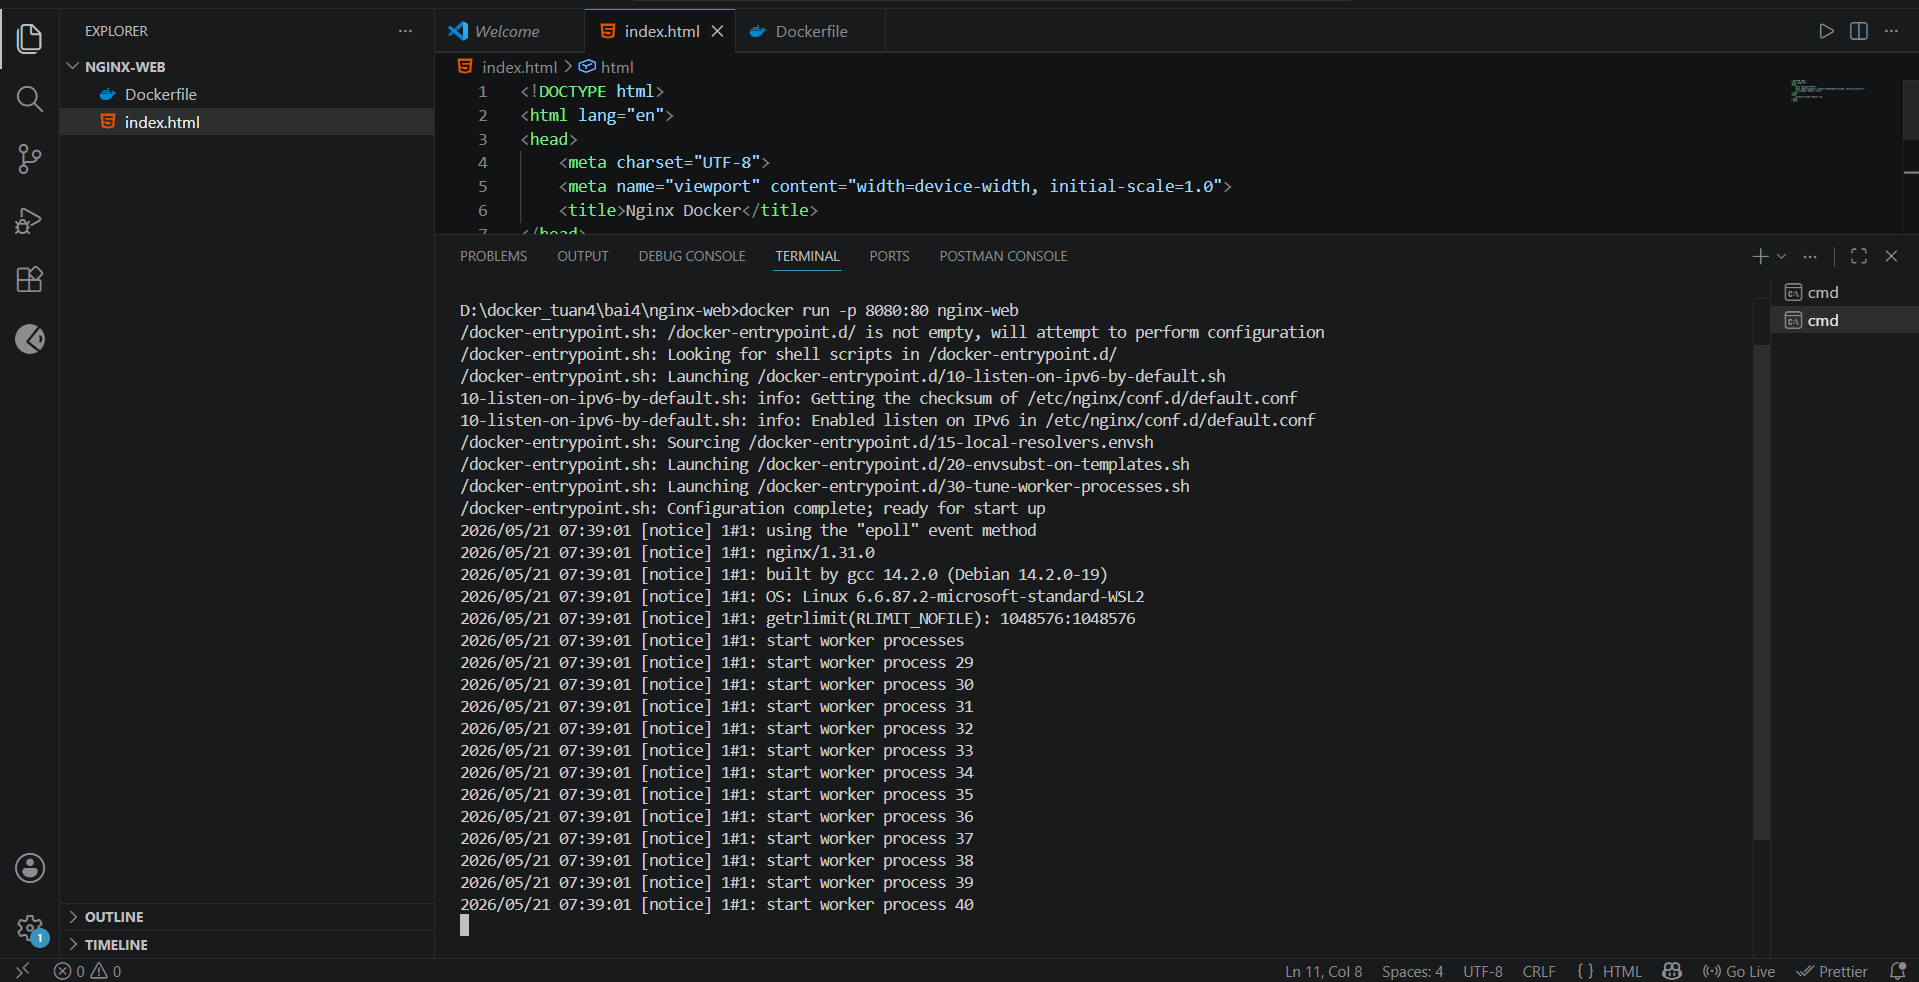 EXPLORER
NGINX-WEB
Dockerfile
index.html
OUTLINE
TIMELINE
Welcome
index.html
Dockerfile
index.html > html
1 <!DOCTYPE html>
2 <html lang="en">
3 <head>
4 <meta charset="UTF-8">
5 <meta name="viewport" content="width=device-width, initial-scale=1.0">
6 <title>Nginx Docker</title>
7 </head>
PROBLEMS OUTPUT DEBUG CONSOLE TERMINAL PORTS POSTMAN CONSOLE
D:\docker_tuan4\bai4\nginx-web>docker run -p 8080:80 nginx-web
/docker-entrypoint.sh: /docker-entrypoint.d/ is not empty, will attempt to perform configuration
/docker-entrypoint.sh: Looking for shell scripts in /docker-entrypoint.d/
/docker-entrypoint.sh: Launching /docker-entrypoint.d/10-listen-on-ipv6-by-default.sh
10-listen-on-ipv6-by-default.sh: info: Getting the checksum of /etc/nginx/conf.d/default.conf
10-listen-on-ipv6-by-default.sh: info: Enabled listen on IPv6 in /etc/nginx/conf.d/default.conf
/docker-entrypoint.sh: Sourcing /docker-entrypoint.d/15-local-resolvers.envsh
/docker-entrypoint.sh: Launching /docker-entrypoint.d/20-envsubst-on-templates.sh
/docker-entrypoint.sh: Launching /docker-entrypoint.d/30-tune-worker-processes.sh
/docker-entrypoint.sh: Configuration complete; ready for start up
2026/05/21 07:39:01 [notice] 1#1: using the "epoll" event method
2026/05/21 07:39:01 [notice] 1#1: nginx/1.31.0
2026/05/21 07:39:01 [notice] 1#1: built by gcc 14.2.0 (Debian 14.2.0-19)
2026/05/21 07:39:01 [notice] 1#1: OS: Linux 6.6.87.2-microsoft-standard-WSL2
2026/05/21 07:39:01 [notice] 1#1: getrlimit(RLIMIT_NOFILE): 1048576:1048576
2026/05/21 07:39:01 [notice] 1#1: start worker processes
2026/05/21 07:39:01 [notice] 1#1: start worker process 29
2026/05/21 07:39:01 [notice] 1#1: start worker process 30
2026/05/21 07:39:01 [notice] 1#1: start worker process 31
2026/05/21 07:39:01 [notice] 1#1: start worker process 32
2026/05/21 07:39:01 [notice] 1#1: start worker process 33
2026/05/21 07:39:01 [notice] 1#1: start worker process 34
2026/05/21 07:39:01 [notice] 1#1: start worker process 35
2026/05/21 07:39:01 [notice] 1#1: start worker process 36
2026/05/21 07:39:01 [notice] 1#1: start worker process 37
2026/05/21 07:39:01 [notice] 1#1: start worker process 38
2026/05/21 07:39:01 [notice] 1#1: start worker process 39
2026/05/21 07:39:01 [notice] 1#1: start worker process 40
cmd
cmd
1
0 0
Ln 11, Col 8 Spaces: 4 UTF-8 CRLF {} HTML Go Live Prettier